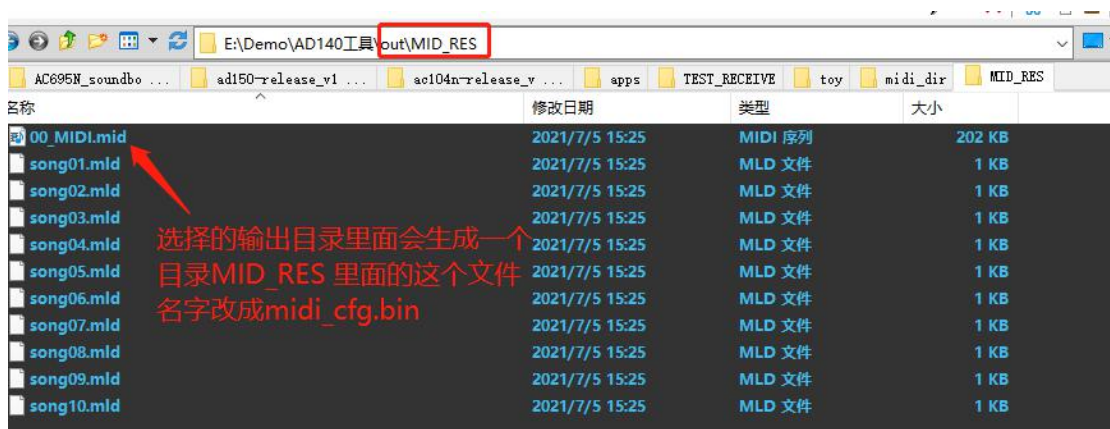 E:\Demo\AD140工具\out\MID_RES
AC695N_soundbo ... ad150-release_v1 ... ac104n-release_v ... apps TEST_RECEIVE toy midi_dir MID_RES
名称 修改日期 类型 大小
00_MIDI.mid 2021/7/5 15:25 MIDI 序列 202 KB
song01.mld 2021/7/5 15:25 MLD 文件 1 KB
song02.mld 2021/7/5 15:25 MLD 文件 1 KB
song03.mld 2021/7/5 15:25 MLD 文件 1 KB
song04.mld 2021/7/5 15:25 MLD 文件 1 KB
song05.mld 2021/7/5 15:25 MLD 文件 1 KB
song06.mld 2021/7/5 15:25 MLD 文件 1 KB
song07.mld 2021/7/5 15:25 MLD 文件 1 KB
song08.mld 2021/7/5 15:25 MLD 文件 1 KB
song09.mld 2021/7/5 15:25 MLD 文件 1 KB
song10.mld 2021/7/5 15:25 MLD 文件 1 KB
选择的输出目录里面会生成一个
目录MID_RES 里面的这个文件
名字改成midi_cfg.bin